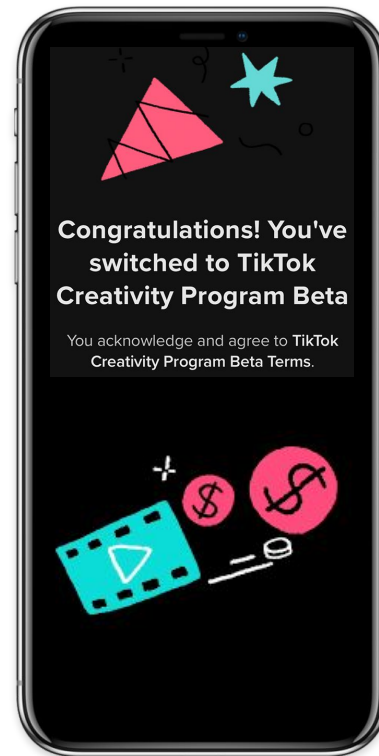 Congratulations! You've
switched to TikTok
Creativity Program Beta
You acknowledge and agree to TikTok
Creativity Program Beta Terms.
$
$